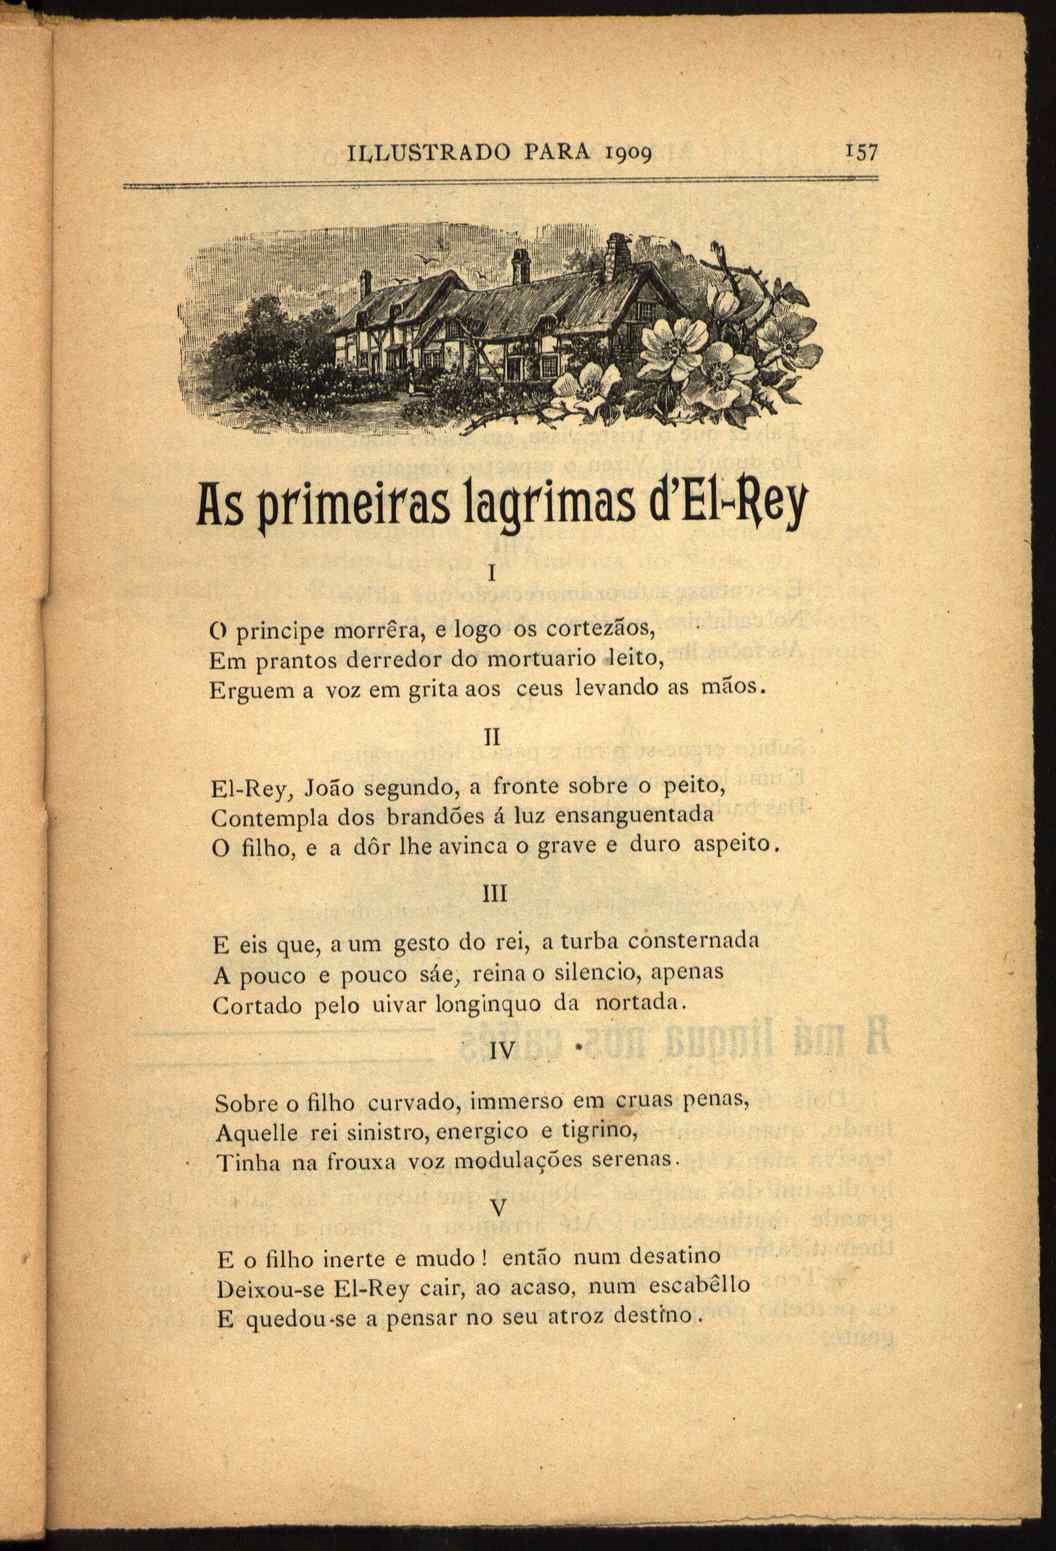 ILLUSTRADO PARA 1909 157
As primeiras lagrimas d'El-Rey
I
O principe morrêra, e logo os cortezãos,
Em prantos derredor do mortuario leito,
Erguem a voz em grita aos ceus levando as mãos.
II
El-Rey, João segundo, a fronte sobre o peito,
Contempla dos brandões á luz ensanguentada
O filho, e a dôr lhe avinca o grave e duro aspeito.
III
E eis que, a um gesto do rei, a turba consternada
A pouco e pouco sáe, reina o silencio, apenas
Cortado pelo uivar longinquo da nortada.
IV
Sobre o filho curvado, immerso em cruas penas,
Aquelle rei sinistro, energico e tigrino,
Tinha na frouxa voz modulações serenas.
V
E o filho inerte e mudo! então num desatino
Deixou-se El-Rey cair, ao acaso, num escabêllo
E quedou-se a pensar no seu atroz destino.